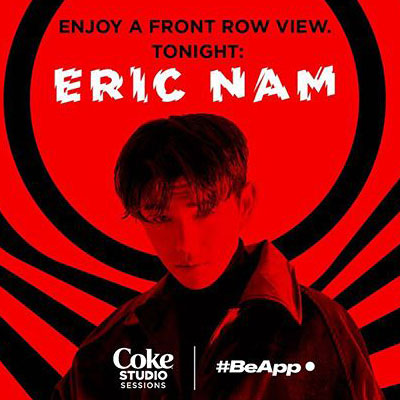 ENJOY A FRONT ROW VIEW.
TONIGHT:
ERIC NAM
Coke
STUDIO
SESSIONS
#BeApp